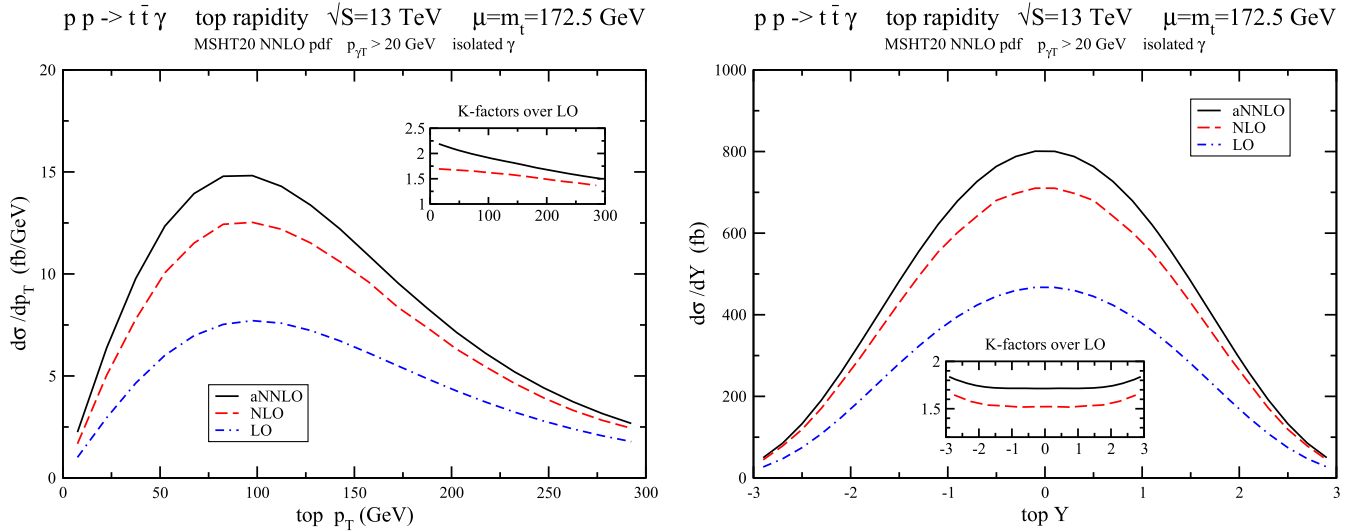 p p -> t t̄ γ top rapidity √S=13 TeV μ=m_t=172.5 GeV
MSHT20 NNLO pdf p_γT > 20 GeV isolated γ
20
15
10
5
0
dσ/dp_T (fb/GeV)
K-factors over LO
2.5
2
1.5
1
0 100 200 300
aNNLO
NLO
LO
0 50 100 150 200 250 300
top p_T (GeV)
p p -> t t̄ γ top rapidity √S=13 TeV μ=m_t=172.5 GeV
MSHT20 NNLO pdf p_γT > 20 GeV isolated γ
1000
800
600
400
200
0
dσ/dY (fb)
aNNLO
NLO
LO
K-factors over LO
2
1.5
-3 -2 -1 0 1 2 3
-3 -2 -1 0 1 2 3
top Y